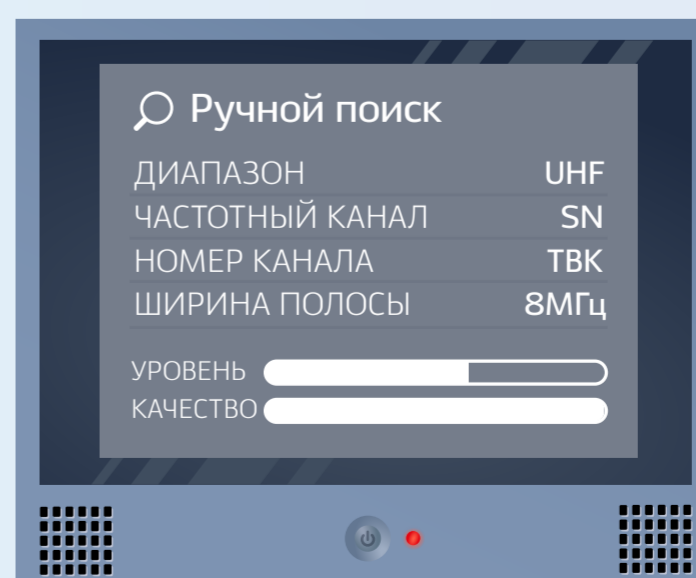 Ручной поиск
ДИАПАЗОН UHF
ЧАСТОТНЫЙ КАНАЛ SN
НОМЕР КАНАЛА ТВК
ШИРИНА ПОЛОСЫ 8МГц
УРОВЕНЬ
КАЧЕСТВО